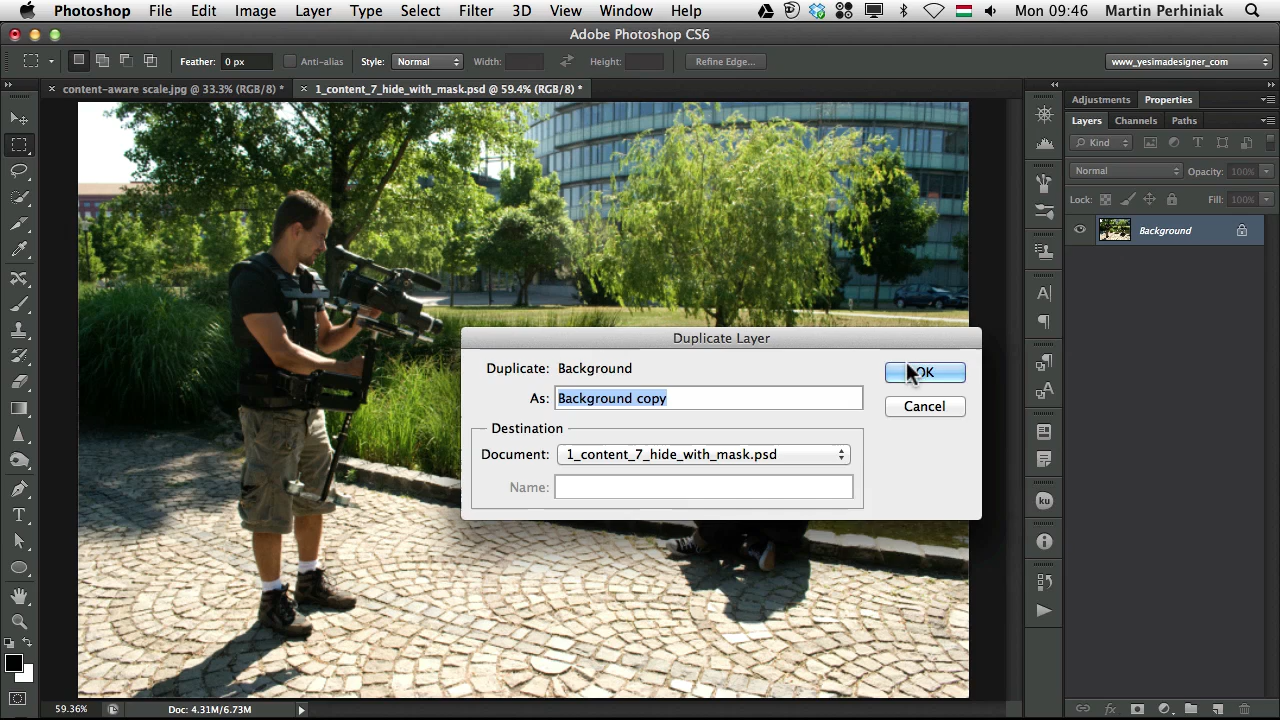 Photoshop File Edit Image Layer Type Select Filter 3D View Window Help Mon 09:46 Martin Perhiniak
Adobe Photoshop CS6
Feather: 0 px Anti-alias Style: Normal Width: Height: Refine Edge... www_yesimadesigner_com
content-aware scale.jpg @ 33.3% (RGB/8) * 1_content_7_hide_with_mask.psd @ 59.4% (RGB/8) *
Adjustments Properties
Layers Channels Paths
Kind T
Normal Opacity: 100%
Lock: Fill: 100%
Background
Duplicate Layer
Duplicate: Background
OK
As: Background copy
Cancel
Destination
Document: 1_content_7_hide_with_mask.psd
Name:
A
ku
T
fx
59.36% Doc: 4.31M/6.73M